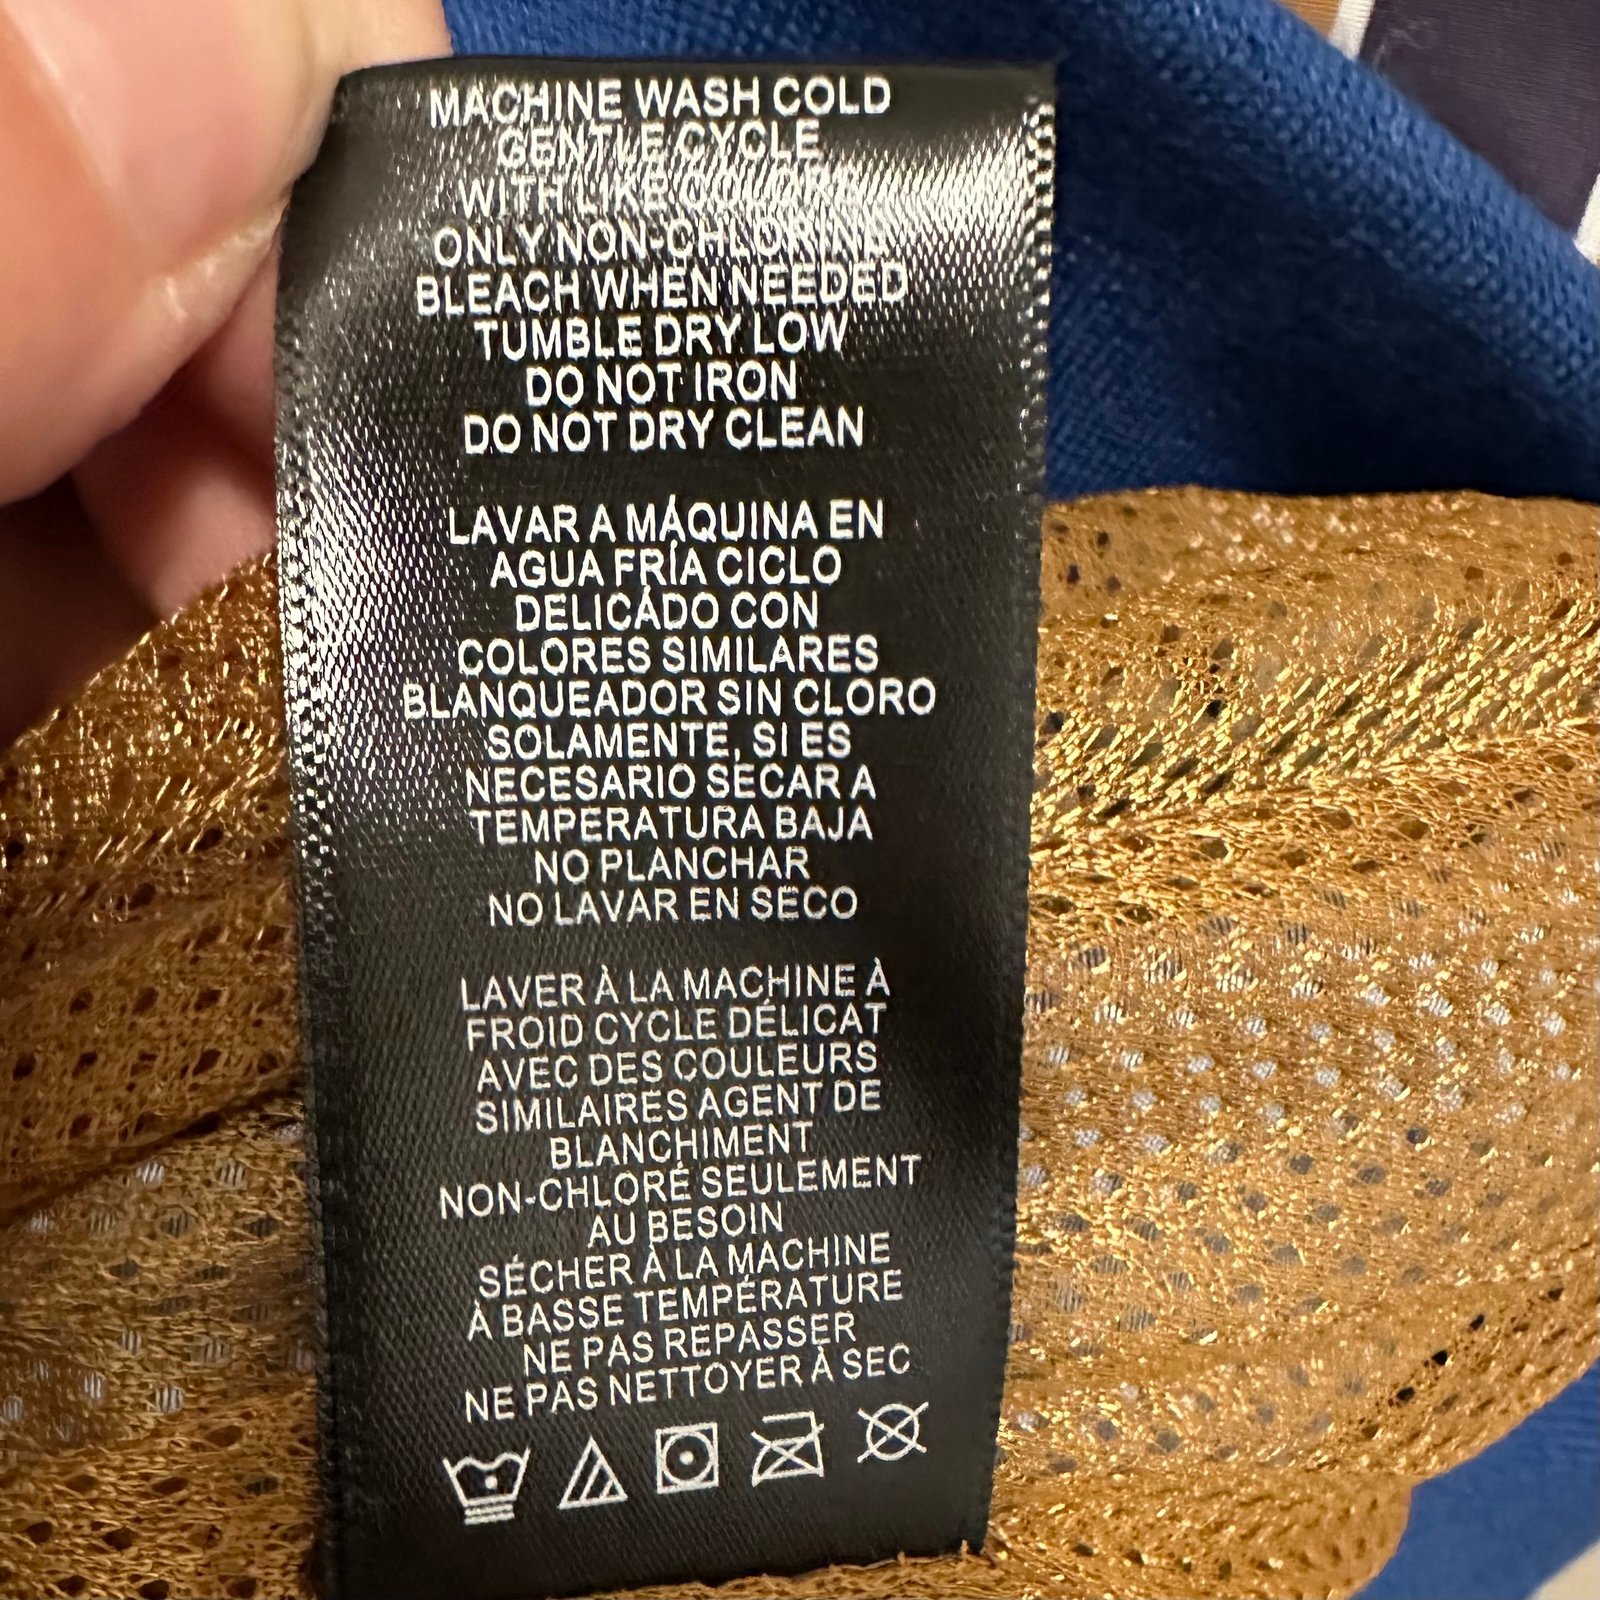 MACHINE WASH COLD
GENTLE CYCLE
WITH LIKE COLORS
ONLY NON-CHLORINE
BLEACH WHEN NEEDED
TUMBLE DRY LOW
DO NOT IRON
DO NOT DRY CLEAN
LAVAR A MÁQUINA EN
AGUA FRÍA CICLO
DELICADO CON
COLORES SIMILARES
BLANQUEADOR SIN CLORO
SOLAMENTE, SI ES
NECESARIO SECAR A
TEMPERATURA BAJA
NO PLANCHAR
NO LAVAR EN SECO
LAVER À LA MACHINE À
FROID CYCLE DÉLICAT
AVEC DES COULEURS
SIMILAIRES AGENT DE
BLANCHIMENT
NON-CHLORÉ SEULEMENT
AU BESOIN
SÉCHER À LA MACHINE
À BASSE TEMPÉRATURE
NE PAS REPASSER
NE PAS NETTOYER À SEC